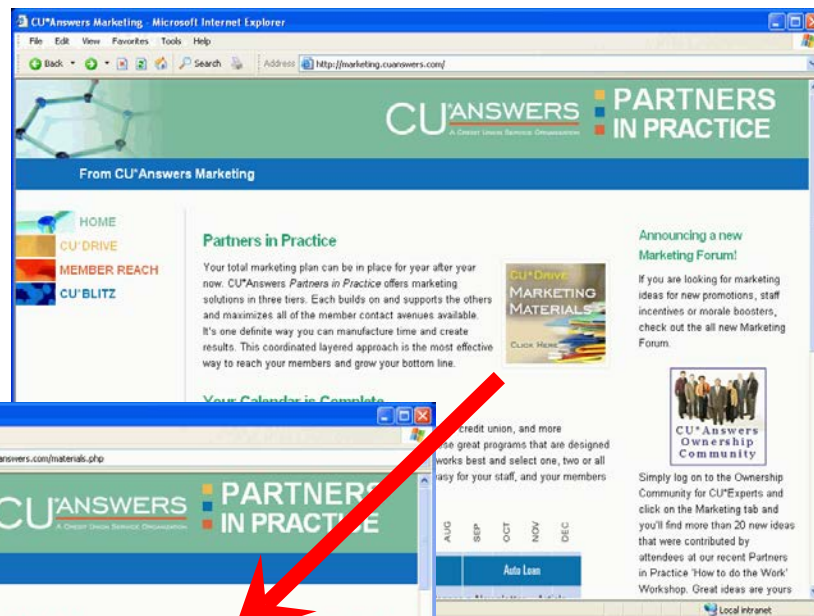 CU*Answers Marketing - Microsoft Internet Explorer
File Edit View Favorites Tools Help
Back Search Address http://marketing.cuanswers.com/
CU*ANSWERS
A Credit Union Service Organization
PARTNERS
IN PRACTICE
From CU*Answers Marketing
HOME
CU*DRIVE
MEMBER REACH
CU*BLITZ
Partners in Practice
Your total marketing plan can be in place for year after year
now. CU*Answers Partners in Practice offers marketing
solutions in three tiers. Each builds on and supports the others
and maximizes all of the member contact avenues available.
It's one definite way you can manufacture time and create
results. This coordinated layered approach is the most effective
way to reach your members and grow your bottom line.
CU*Drive
Marketing
Materials
Click Here
Your Calendar is Complete
credit union, and more
se great programs that are designed
works best and select one, two or all
easy for your staff, and your members
AUG
SEP
OCT
NOV
DEC
Auto Loan
Announcing a new
Marketing Forum!
If you are looking for marketing
ideas for new promotions, staff
incentives or morale boosters,
check out the all new Marketing
Forum.
CU*Answers
Ownership
Community
Simply log on to the Ownership
Community for CU*Experts and
click on the Marketing tab and
you'll find more than 20 new ideas
that were contributed by
attendees at our recent Partners
in Practice 'How to do the Work'
Workshop. Great ideas are yours
Local intranet
answers.com/materials.php
CU*ANSWERS
A Credit Union Service Organization
PARTNERS
IN PRACTICE